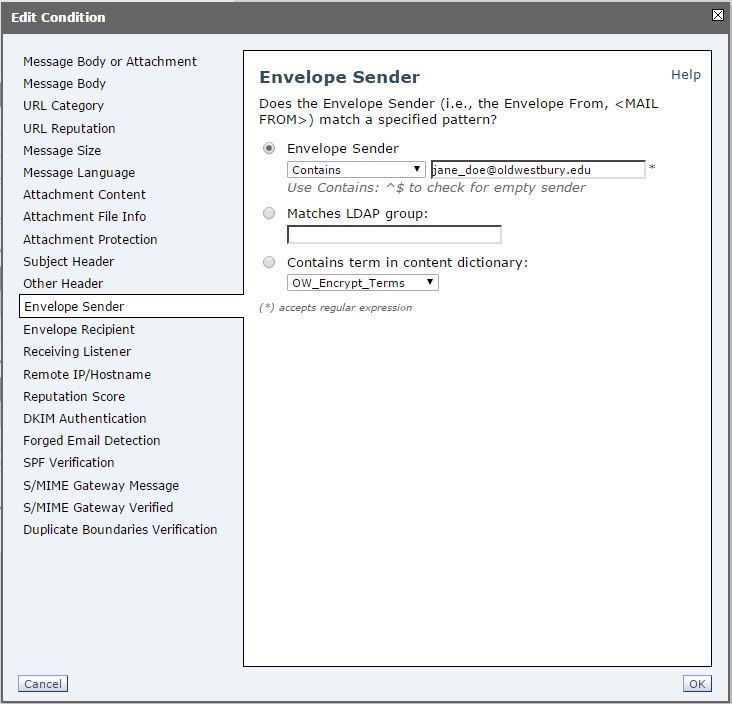 Edit Condition
Message Body or Attachment
Message Body
URL Category
URL Reputation
Message Size
Message Language
Attachment Content
Attachment File Info
Attachment Protection
Subject Header
Other Header
Envelope Sender
Envelope Recipient
Receiving Listener
Remote IP/Hostname
Reputation Score
DKIM Authentication
Forged Email Detection
SPF Verification
S/MIME Gateway Message
S/MIME Gateway Verified
Duplicate Boundaries Verification
Envelope Sender
Help
Does the Envelope Sender (i.e., the Envelope From, <MAIL
FROM>) match a specified pattern?
Envelope Sender
Contains jane_doe@oldwestbury.edu *
Use Contains: ^$ to check for empty sender
Matches LDAP group:
Contains term in content dictionary:
OW_Encrypt_Terms
(*) accepts regular expression
Cancel
OK